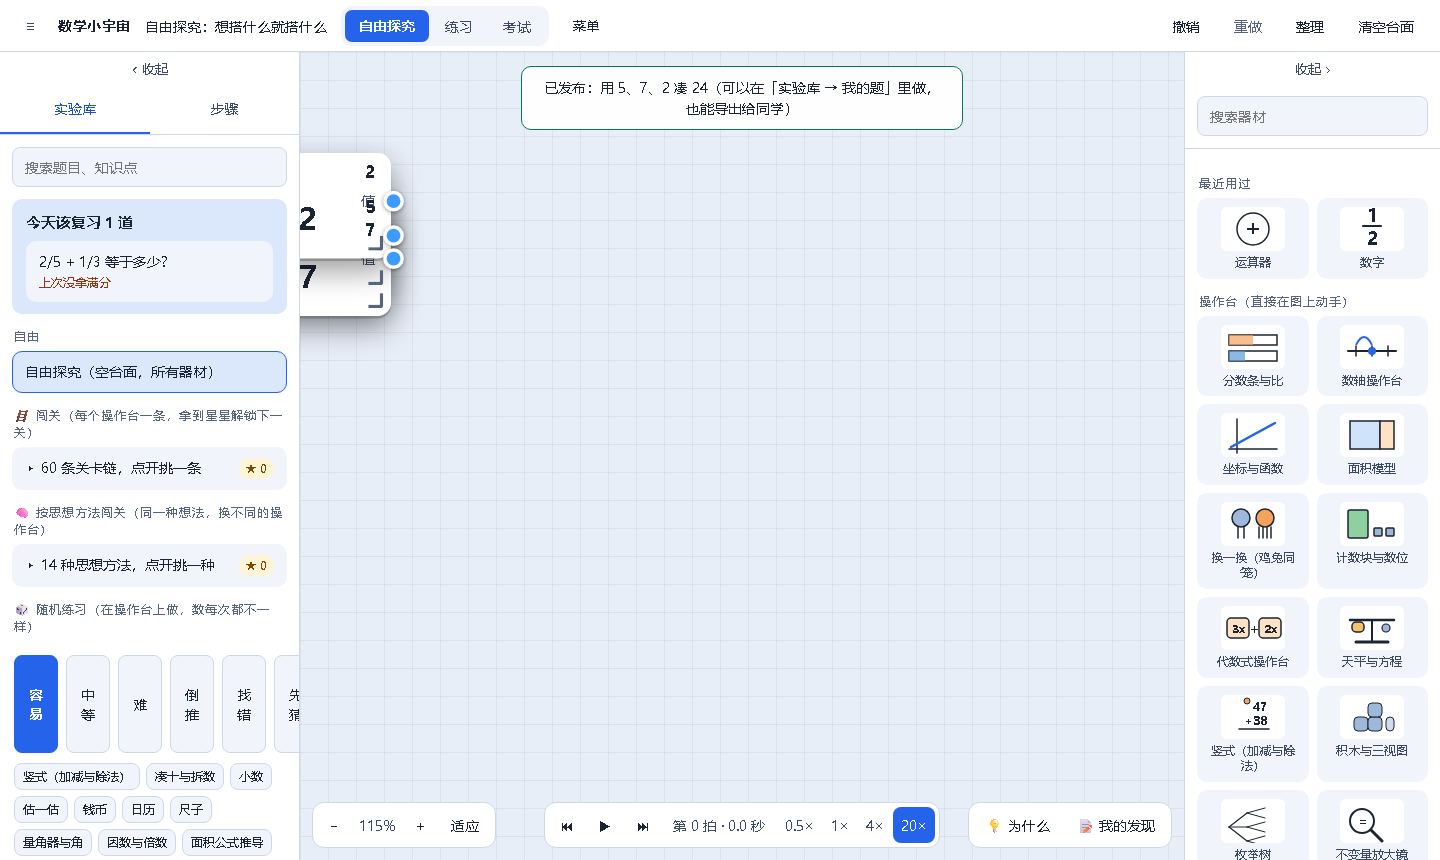 ≡ 数学小宇宙 自由探究：想搭什么就搭什么 自由探究 练习 考试 菜单 撤销 重做 整理 清空台面
‹ 收起
实验库 步骤
搜索题目、知识点
今天该复习 1 道
2/5 + 1/3 等于多少？
上次没拿满分
自由
自由探究（空台面，所有器材）
闯关（每个操作台一条，拿到星星解锁下一
关）
▸ 60 条关卡链，点开挑一条 ★ 0
按思想方法闯关（同一种想法，换不同的操
作台）
▸ 14 种思想方法，点开挑一种 ★ 0
随机练习（在操作台上做，数每次都不一
样）
容易 中等 难 倒推 找错 先猜
竖式（加减与除法） 凑十与拆数 小数
估一估 钱币 日历 尺子
量角器与角 因数与倍数 面积公式推导
已发布：用 5、7、2 凑 24（可以在「实验库 → 我的题」里做，
也能导出给同学）
2
值
5
2
7
值
7
− 115% + 适应
⏮ ▶ ⏭ 第 0 拍 · 0.0 秒 0.5× 1× 4× 20×
为什么 我的发现
收起 ›
搜索器材
最近用过
1
2
运算器 数字
操作台（直接在图上动手）
分数条与比 数轴操作台
坐标与函数 面积模型
换一换（鸡兔同
笼） 计数块与数位
3x + 2x
代数式操作台 天平与方程
47
+38
竖式（加减与除
法） 积木与三视图
枚举树 不变量放大镜